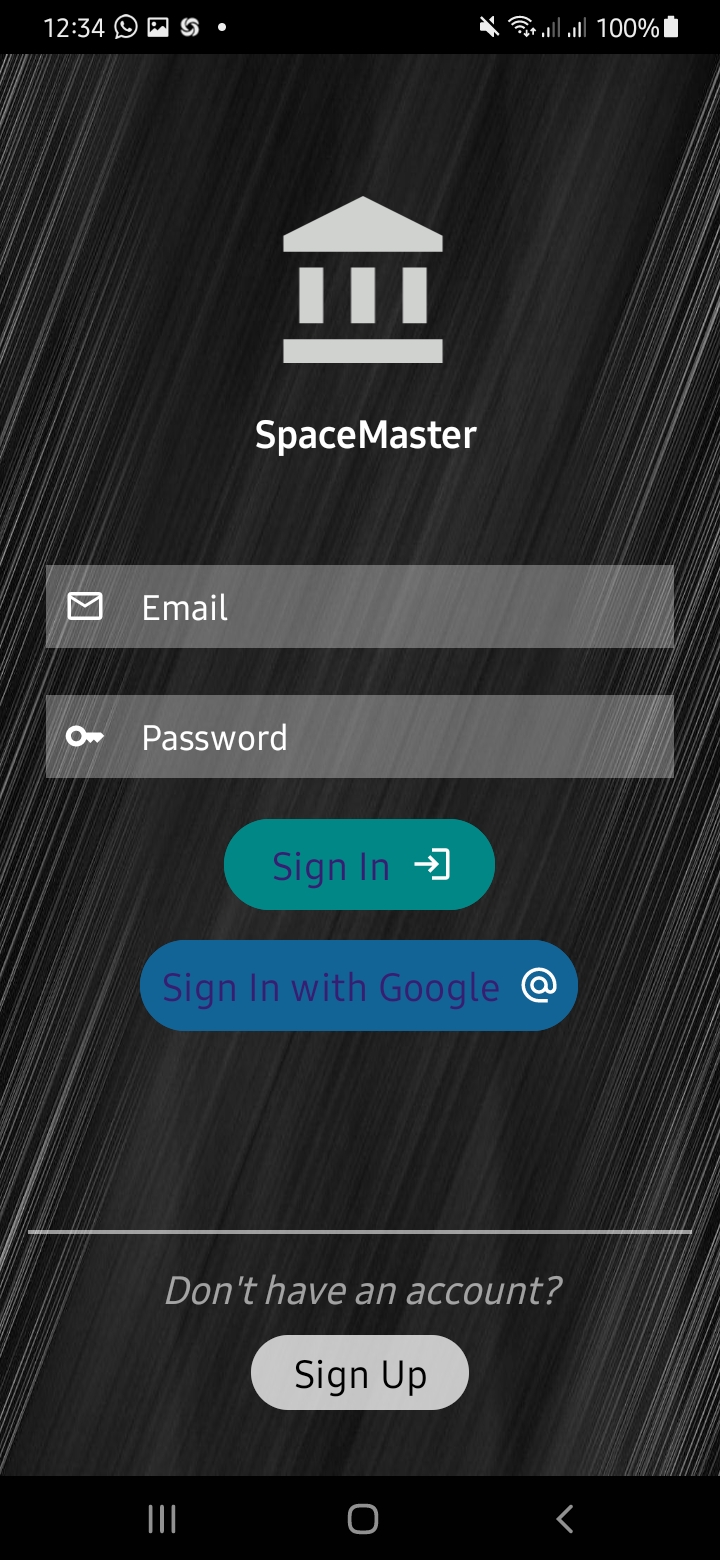 12:34 100%
SpaceMaster
Email
Password
Sign In
Sign In with Google
Don't have an account?
Sign Up